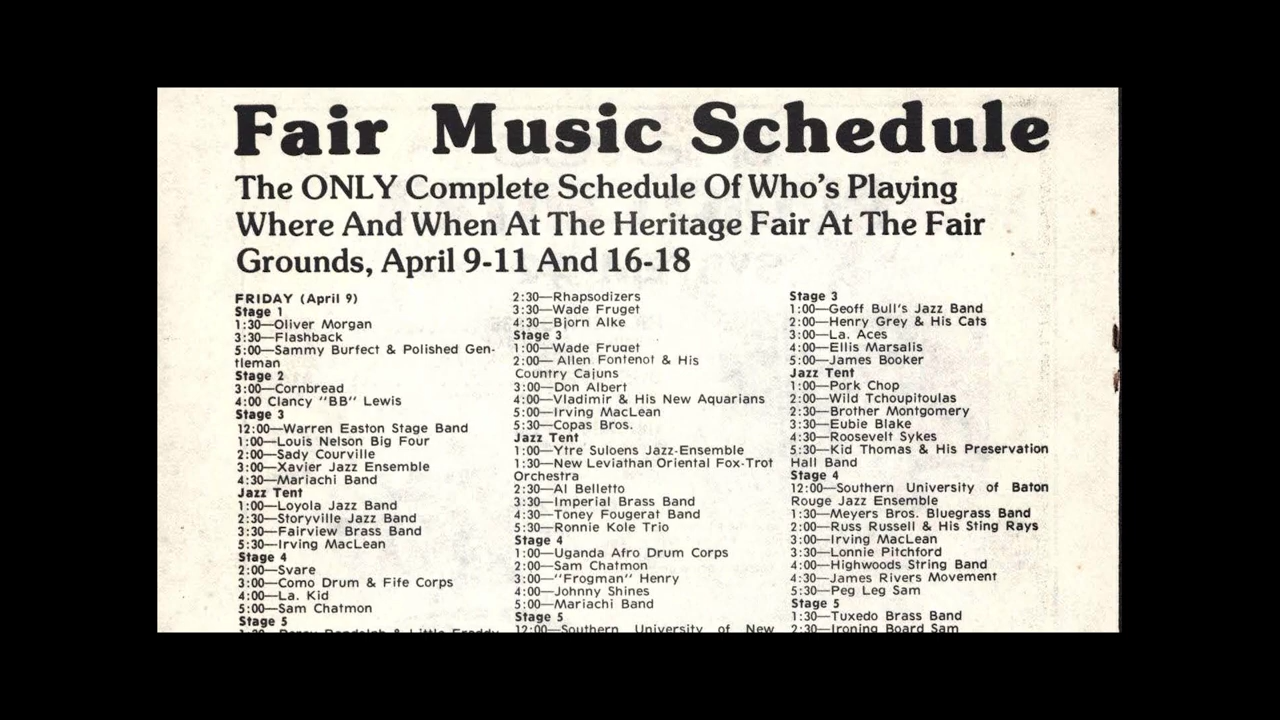 Fair Music Schedule
The ONLY Complete Schedule Of Who's Playing
Where And When At The Heritage Fair At The Fair
Grounds, April 9-11 And 16-18
FRIDAY (April 9)
Stage 1
1:30—Oliver Morgan
3:30—Flashback
5:00—Sammy Burfect & Polished Gen-
tleman
Stage 2
3:00—Cornbread
4:00 Clancy "BB" Lewis
Stage 3
12:00—Warren Easton Stage Band
1:00—Louis Nelson Big Four
2:00—Sady Courville
3:00—Xavier Jazz Ensemble
4:30—Mariachi Band
Jazz Tent
1:00—Loyola Jazz Band
2:30—Storyville Jazz Band
3:30—Fairview Brass Band
5:30—Irving MacLean
Stage 4
2:00—Svare
3:00—Como Drum & Fife Corps
4:00—La. Kid
5:00—Sam Chatmon
Stage 5
2:30—Rhapsodizers
3:30—Wade Fruget
4:30—Bjorn Alke
Stage 3
1:00—Wade Fruget
2:00— Allen Fontenot & His
Country Cajuns
3:00—Don Albert
4:00—Vladimir & His New Aquarians
5:00—Irving MacLean
5:30—Copas Bros.
Jazz Tent
1:00—Ytre Suloens Jazz-Ensemble
1:30—New Leviathan Oriental Fox-Trot
Orchestra
2:30—Al Belletto
3:30—Imperial Brass Band
4:30—Toney Fougerat Band
5:30—Ronnie Kole Trio
Stage 4
1:00—Uganda Afro Drum Corps
2:00—Sam Chatmon
3:00—"Frogman" Henry
4:00—Johnny Shines
5:00—Mariachi Band
Stage 5
12:00—Southern University of New
Stage 3
1:00—Geoff Bull's Jazz Band
2:00—Henry Grey & His Cats
3:00—La. Aces
4:00—Ellis Marsalis
5:00—James Booker
Jazz Tent
1:00—Pork Chop
2:00—Wild Tchoupitoulas
2:30—Brother Montgomery
3:30—Eubie Blake
4:30—Roosevelt Sykes
5:30—Kid Thomas & His Preservation
Hall Band
Stage 4
12:00—Southern University of Baton
Rouge Jazz Ensemble
1:30—Meyers Bros. Bluegrass Band
2:00—Russ Russell & His Sting Rays
3:00—Irving MacLean
3:30—Lonnie Pitchford
4:00—Highwoods String Band
4:30—James Rivers Movement
5:30—Peg Leg Sam
Stage 5
1:30—Tuxedo Brass Band
2:30—Ironing Board Sam